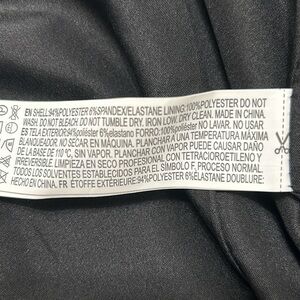 EN SHELL:94%POLYESTER 6%SPANDEX/ELASTANE LINING:100%POLYESTER DO NOT
WASH. DO NOT BLEACH. DO NOT TUMBLE DRY. IRON LOW. DRY CLEAN. MADE IN CHINA.
ES TELA EXTERIOR:94%poliéster 6%elastano FORRO:100%poliéster NO LAVAR. NO USAR
BLANQUEADOR. NO SECAR EN MÁQUINA. PLANCHAR A UNA TEMPERATURA MÁXIMA
DE LA BASE DE 110 ºC, SIN VAPOR. PLANCHAR CON VAPOR PUEDE CAUSAR DAÑO
IRREVERSIBLE. LIMPIEZA EN SECO PROFESIONAL CON TETRACIOROETILENO Y
TODOS LOS SOLVENTES ESTABLECIDOS PARA EL SIMBOLO F, PROCESO NORMAL.
HECHO EN CHINA. FR: ÉTOFFE EXTÉRIEURE:94%POLYESTER 6%ÉLASTANE DOUBLURE: